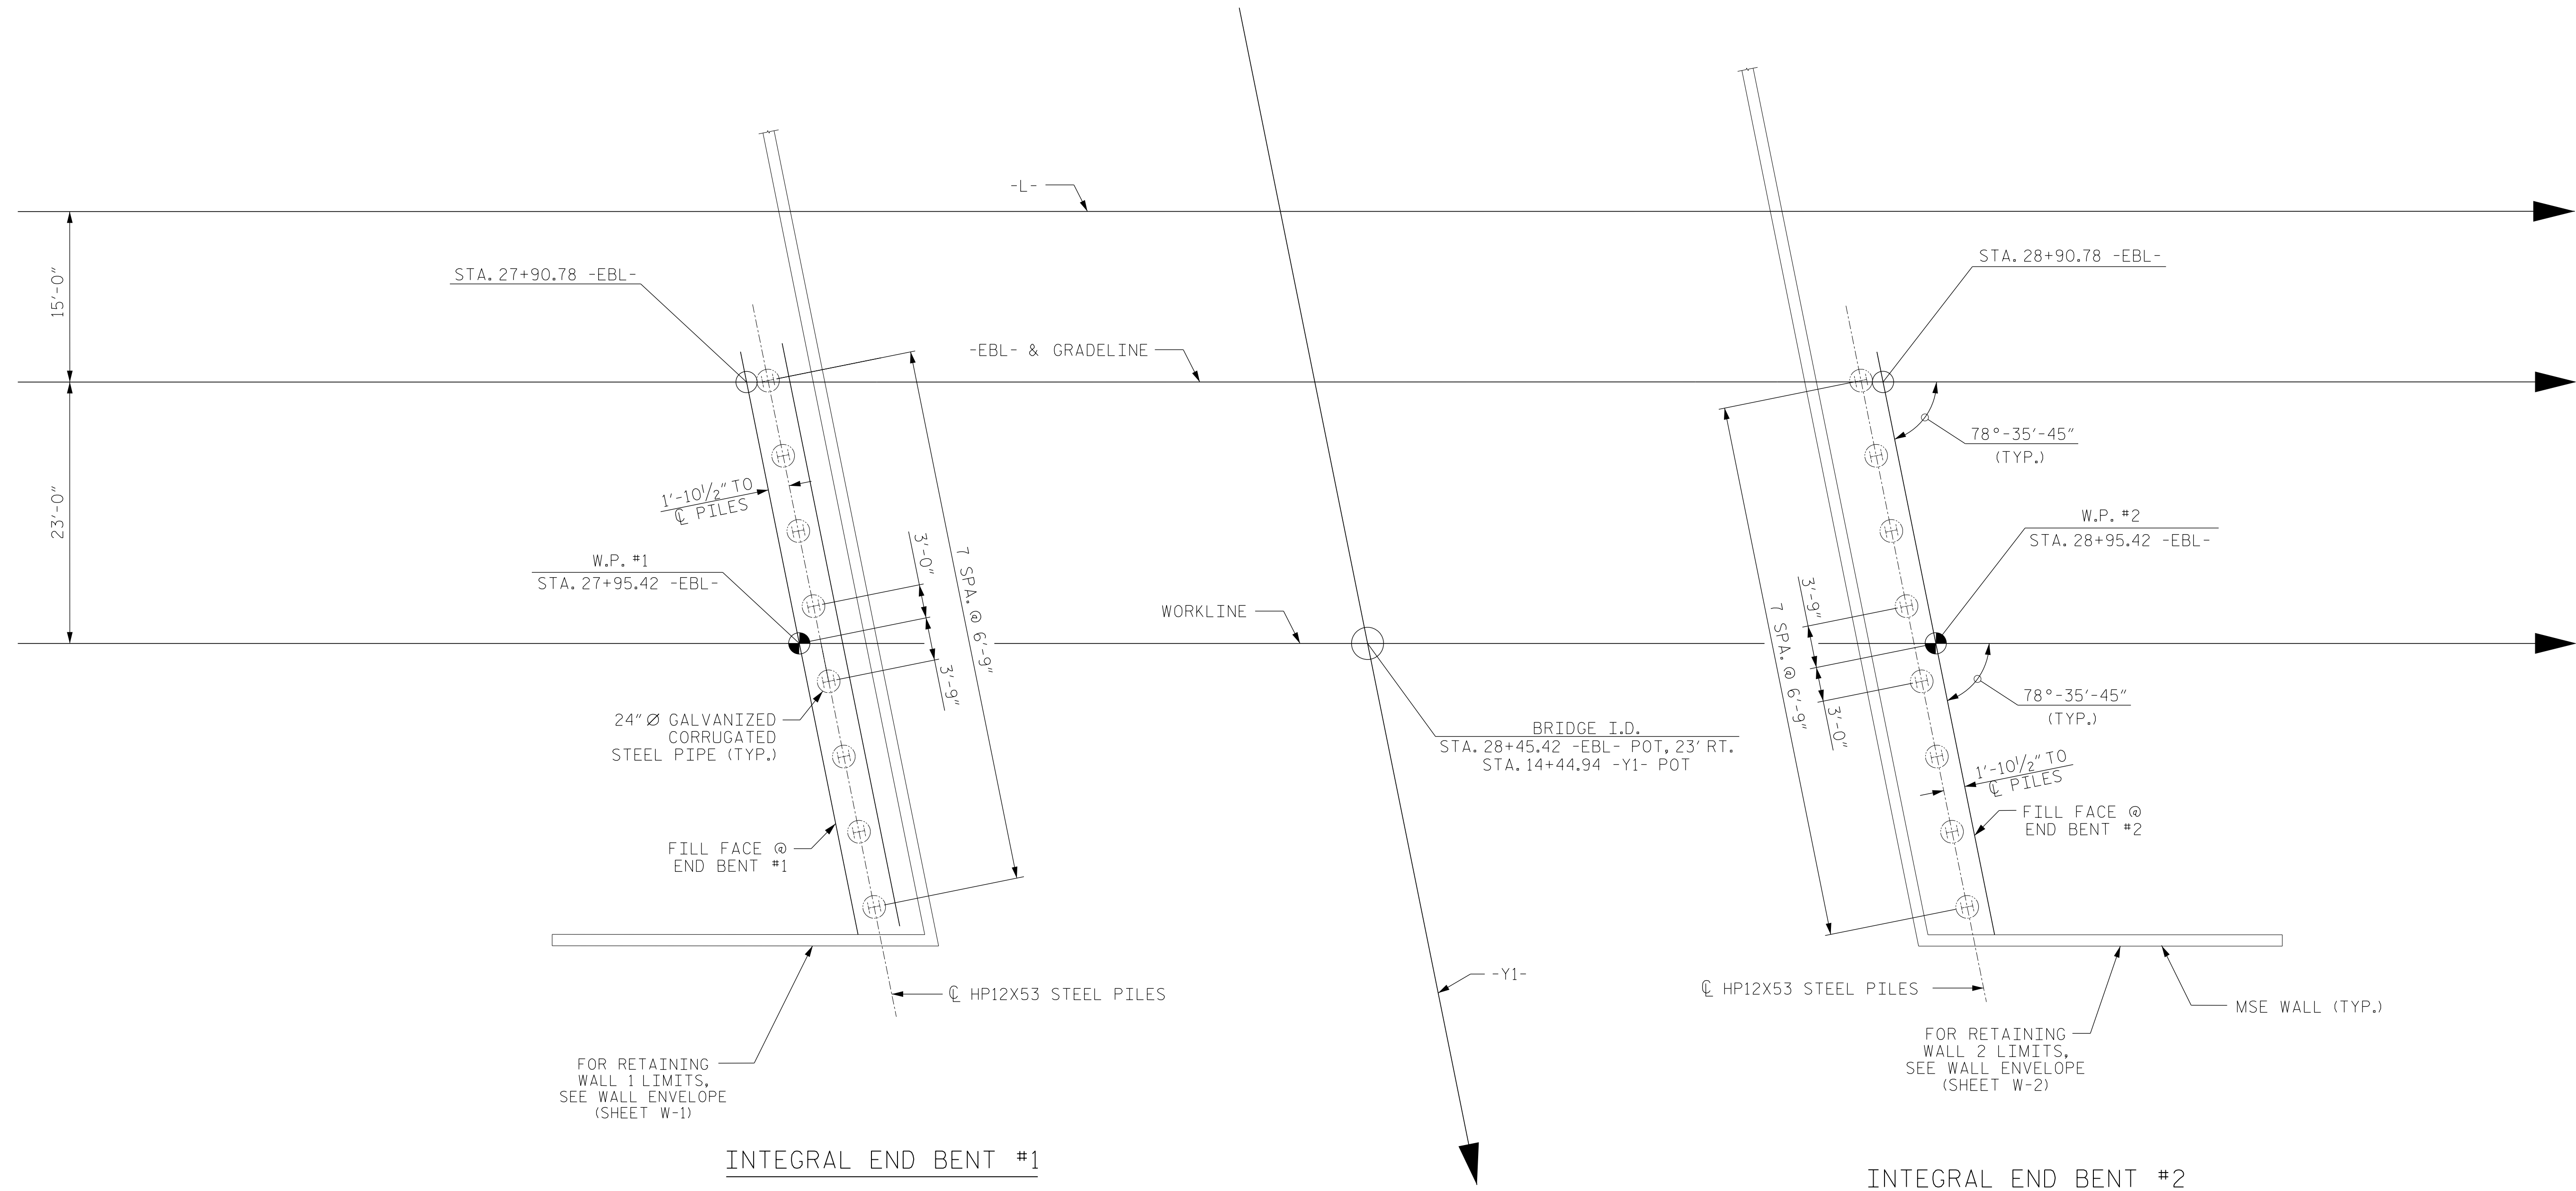 -L-
15'-0"
STA. 27+90.78 -EBL-
STA. 28+90.78 -EBL-
-EBL- & GRADELINE
78°-35'-45"
(TYP.)
23'-0"
1'-10 1/2" TO
℄ PILES
W.P. #1
STA. 27+95.42 -EBL-
3'-0"
3'-9"
7 SPA. @ 6'-9"
WORKLINE
W.P. #2
STA. 28+95.42 -EBL-
3'-9"
3'-0"
7 SPA. @ 6'-9"
78°-35'-45"
(TYP.)
24" Ø GALVANIZED
CORRUGATED
STEEL PIPE (TYP.)
BRIDGE I.D.
STA. 28+45.42 -EBL- POT, 23' RT.
STA. 14+44.94 -Y1- POT
1'-10 1/2" TO
℄ PILES
FILL FACE @
END BENT #1
FILL FACE @
END BENT #2
℄ HP12X53 STEEL PILES
-Y1-
℄ HP12X53 STEEL PILES
MSE WALL (TYP.)
FOR RETAINING
WALL 1 LIMITS,
SEE WALL ENVELOPE
(SHEET W-1)
FOR RETAINING
WALL 2 LIMITS,
SEE WALL ENVELOPE
(SHEET W-2)
INTEGRAL END BENT #1
INTEGRAL END BENT #2